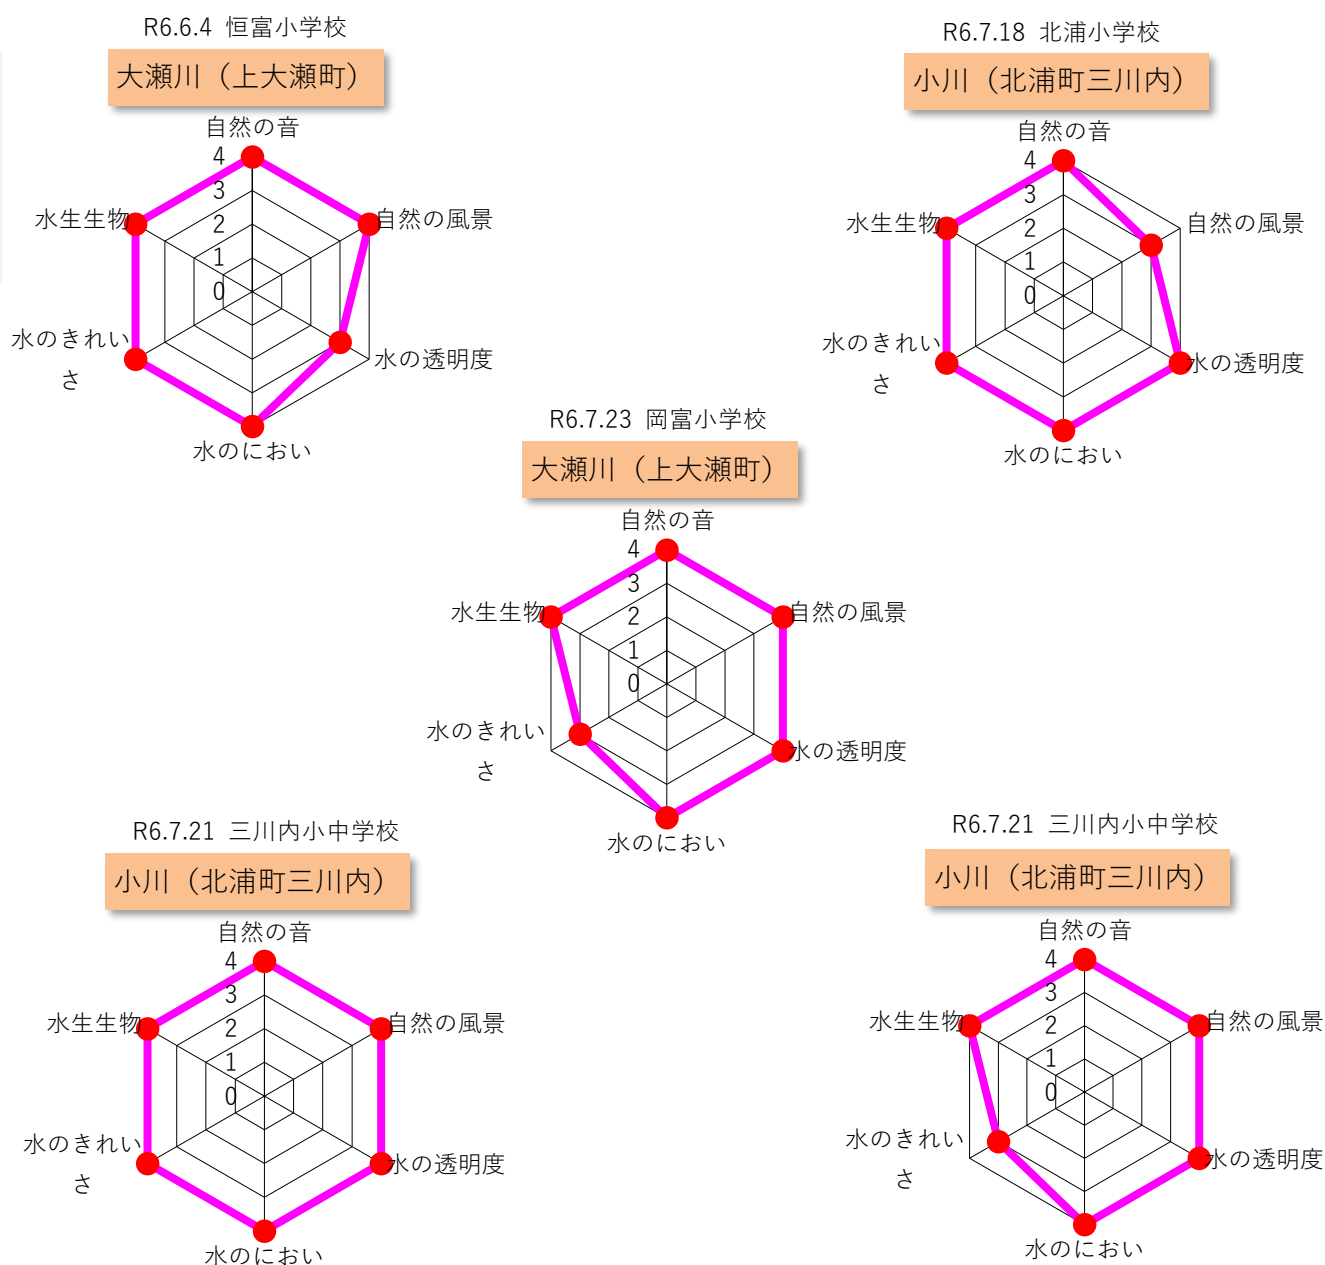 R6.6.4 恒富小学校
大瀬川（上大瀬町）
自然の音
4
3
2
1
0
自然の風景
水の透明度
水のにおい
水のきれい
さ
水生生物
R6.7.18 北浦小学校
小川（北浦町三川内）
自然の音
4
3
2
1
0
自然の風景
水の透明度
水のにおい
水のきれい
さ
水生生物
R6.7.23 岡富小学校
大瀬川（上大瀬町）
自然の音
4
3
2
1
0
自然の風景
水の透明度
水のにおい
水のきれい
さ
水生生物
R6.7.21 三川内小中学校
小川（北浦町三川内）
自然の音
4
3
2
1
0
自然の風景
水の透明度
水のにおい
水のきれい
さ
水生生物
R6.7.21 三川内小中学校
小川（北浦町三川内）
自然の音
4
3
2
1
0
自然の風景
水の透明度
水のにおい
水のきれい
さ
水生生物